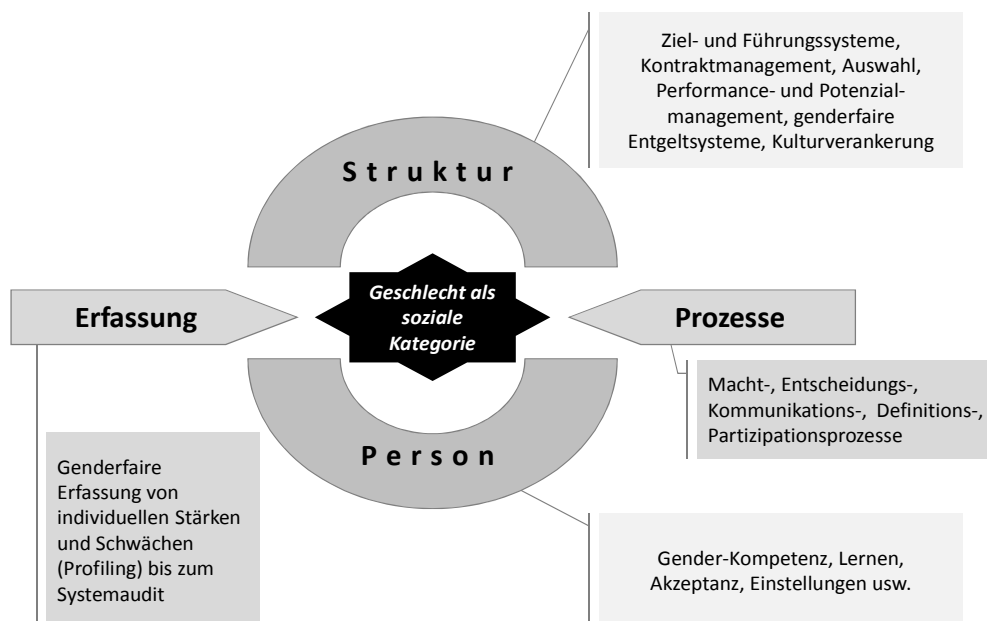 Ziel- und Führungssysteme,
Kontraktmanagement, Auswahl,
Performance- und Potenzial-
management, genderfaire
Entgeltsysteme, Kulturverankerung
Struktur
Erfassung
Geschlecht als
soziale
Kategorie
Prozesse
Macht-, Entscheidungs-,
Kommunikations-, Definitions-,
Partizipationsprozesse
Person
Genderfaire
Erfassung von
individuellen Stärken
und Schwächen
(Profiling) bis zum
Systemaudit
Gender-Kompetenz, Lernen,
Akzeptanz, Einstellungen usw.